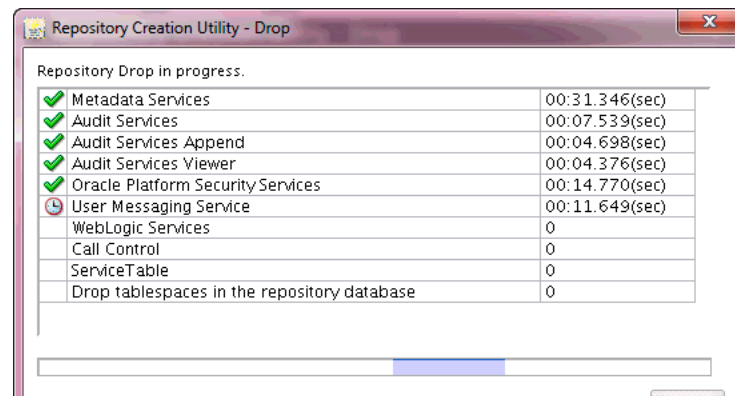 Repository Creation Utility - Drop
Repository Drop in progress.
Metadata Services 00:31.346(sec)
Audit Services 00:07.539(sec)
Audit Services Append 00:04.698(sec)
Audit Services Viewer 00:04.376(sec)
Oracle Platform Security Services 00:14.770(sec)
User Messaging Service 00:11.649(sec)
WebLogic Services 0
Call Control 0
ServiceTable 0
Drop tablespaces in the repository database 0